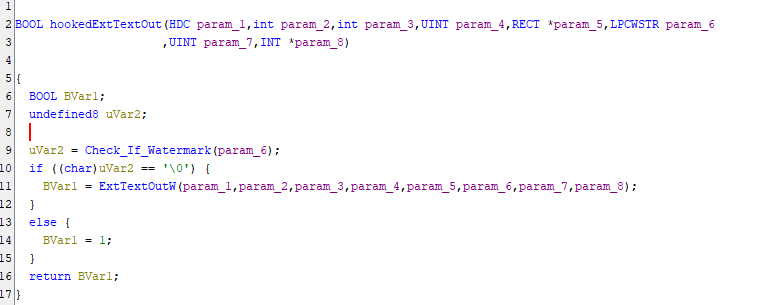 1
2 BOOL hookedExtTextOut(HDC param_1,int param_2,int param_3,UINT param_4,RECT *param_5,LPCWSTR param_6
3                      ,UINT param_7,INT *param_8)
4
5 {
6   BOOL BVar1;
7   undefined8 uVar2;
8
9   uVar2 = Check_If_Watermark(param_6);
10   if ((char)uVar2 == '\0') {
11     BVar1 = ExtTextOutW(param_1,param_2,param_3,param_4,param_5,param_6,param_7,param_8);
12   }
13   else {
14     BVar1 = 1;
15   }
16   return BVar1;
17 }